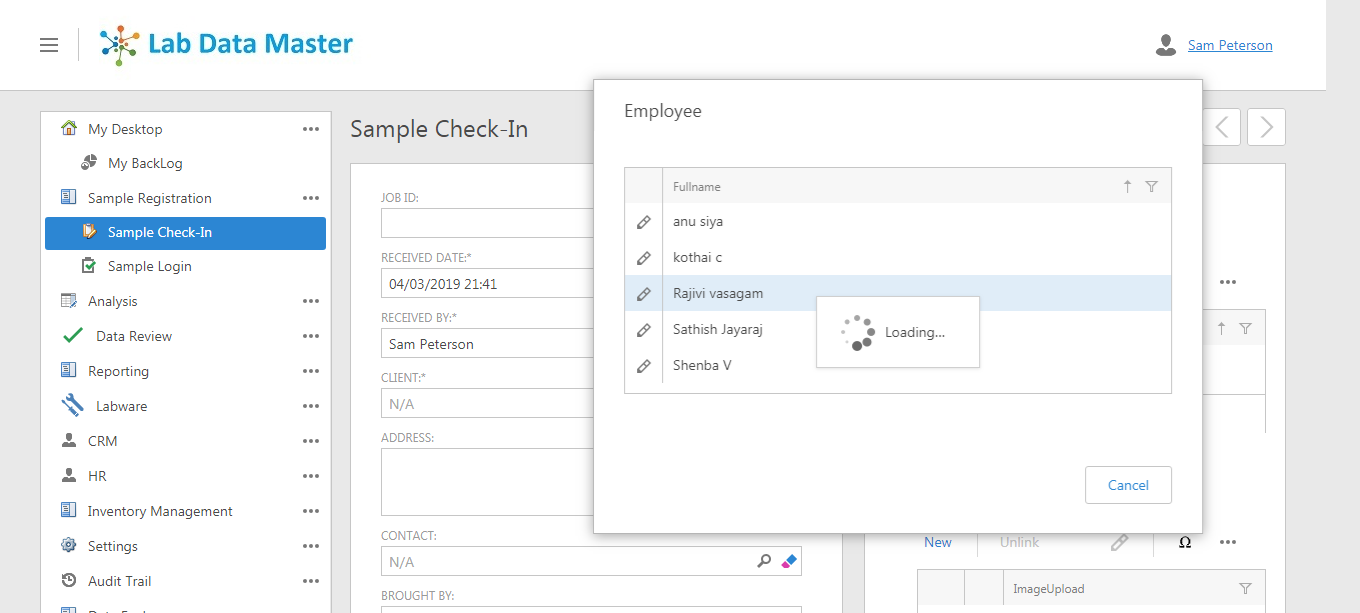 Lab Data Master
Sam Peterson
My Desktop
My BackLog
Sample Registration
Sample Check-In
Sample Login
Analysis
Data Review
Reporting
Labware
CRM
HR
Inventory Management
Settings
Audit Trail
Sample Check-In
JOB ID:
RECEIVED DATE:*
04/03/2019 21:41
RECEIVED BY:*
Sam Peterson
CLIENT:*
N/A
ADDRESS:
CONTACT:
N/A
BROUGHT BY:
Employee
Fullname
anu siya
kothai c
Rajivi vasagam
Sathish Jayaraj
Shenba V
Loading...
Cancel
New Unlink Ω
ImageUpload